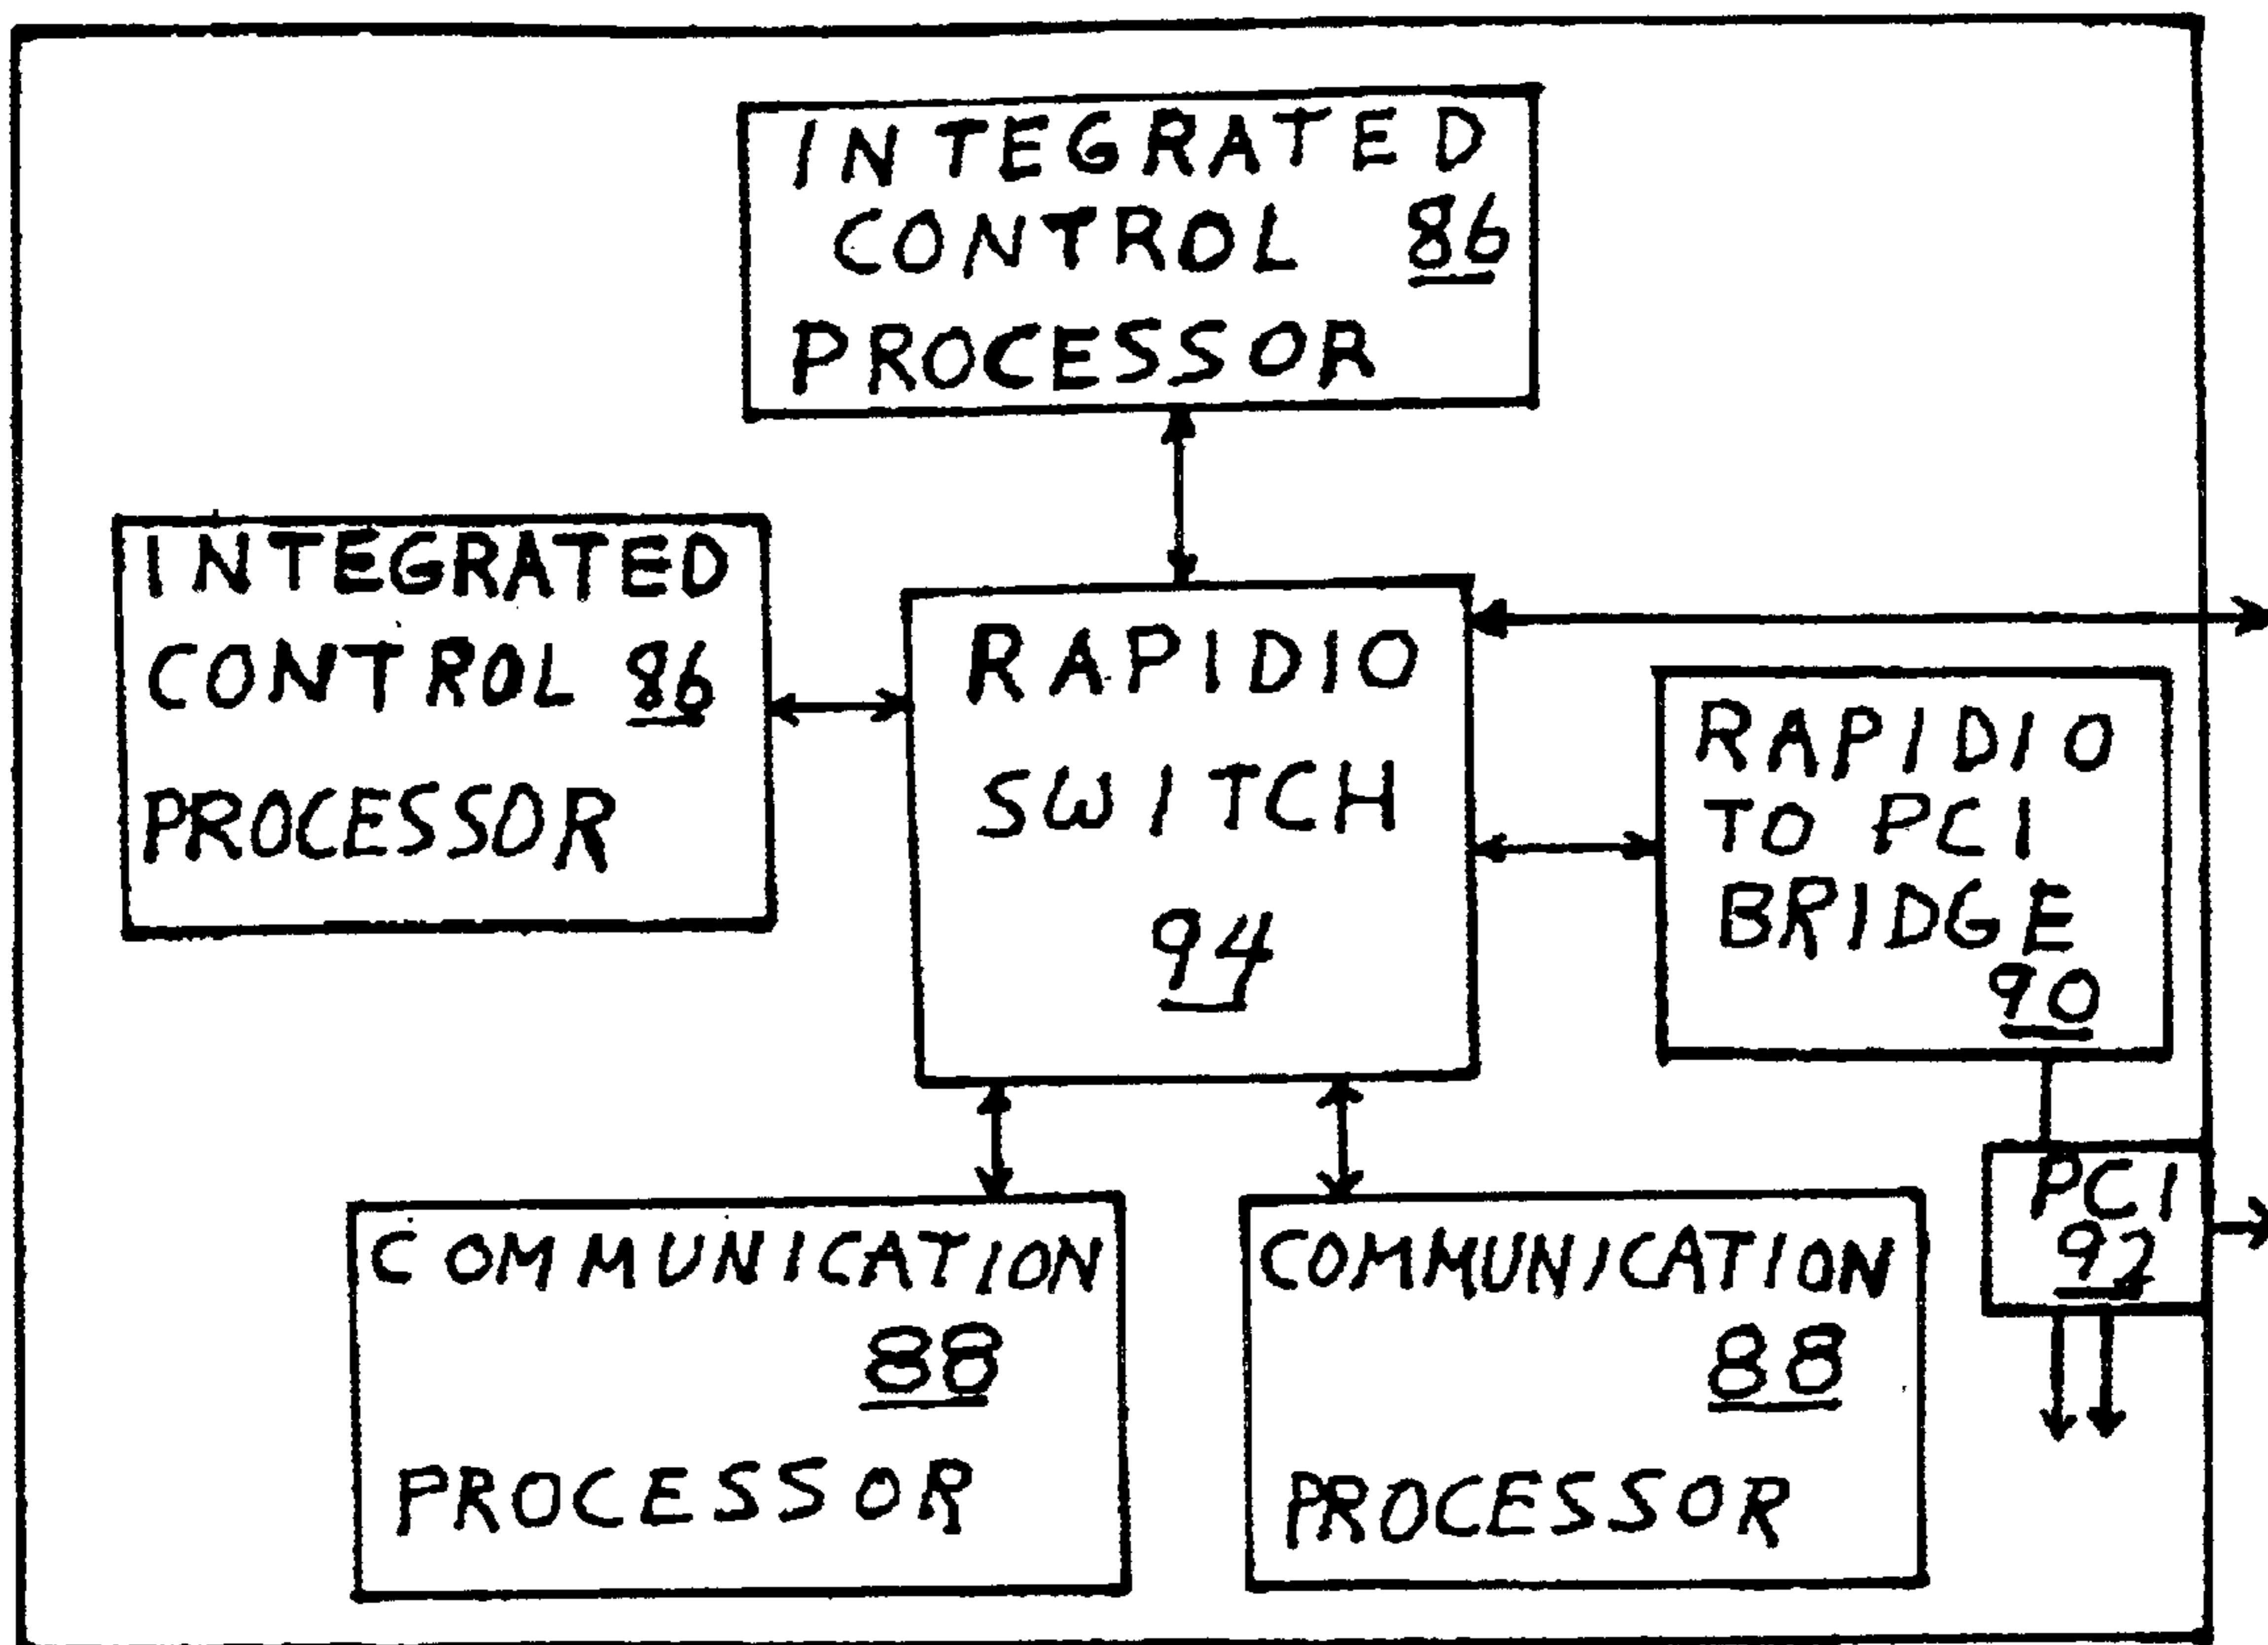 INTEGRATED
CONTROL 86
PROCESSOR
INTEGRATED
CONTROL 86
PROCESSOR
RAPIDIO
SWITCH
94
RAPIDIO
TO PCI
BRIDGE
90
PCI
92
COMMUNICATION
88
PROCESSOR
COMMUNICATION
88
PROCESSOR